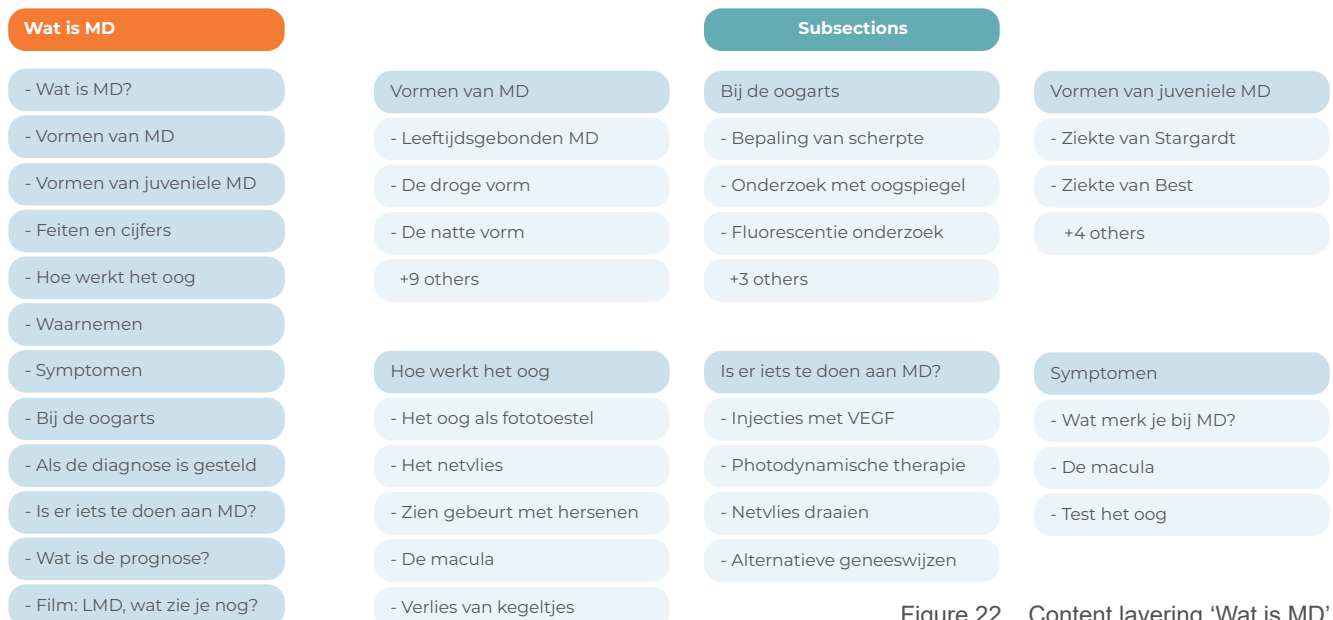 Wat is MD
- Wat is MD?
- Vormen van MD
- Vormen van juveniele MD
- Feiten en cijfers
- Hoe werkt het oog
- Waarnemen
- Symptomen
- Bij de oogarts
- Als de diagnose is gesteld
- Is er iets te doen aan MD?
- Wat is de prognose?
- Film: LMD, wat zie je nog?
Subsections
Vormen van MD
- Leeftijdsgebonden MD
- De droge vorm
- De natte vorm
+9 others
Bij de oogarts
- Bepaling van scherpte
- Onderzoek met oogspiegel
- Fluorescentie onderzoek
+3 others
Vormen van juveniele MD
- Ziekte van Stargardt
- Ziekte van Best
+4 others
Hoe werkt het oog
- Het oog als fototoestel
- Het netvlies
- Zien gebeurt met hersenen
- De macula
- Verlies van kegeltjes
Is er iets te doen aan MD?
- Injecties met VEGF
- Photodynamische therapie
- Netvlies draaien
- Alternatieve geneeswijzen
Symptomen
- Wat merk je bij MD?
- De macula
- Test het oog
Figure 22 Content layering ‘Wat is MD’